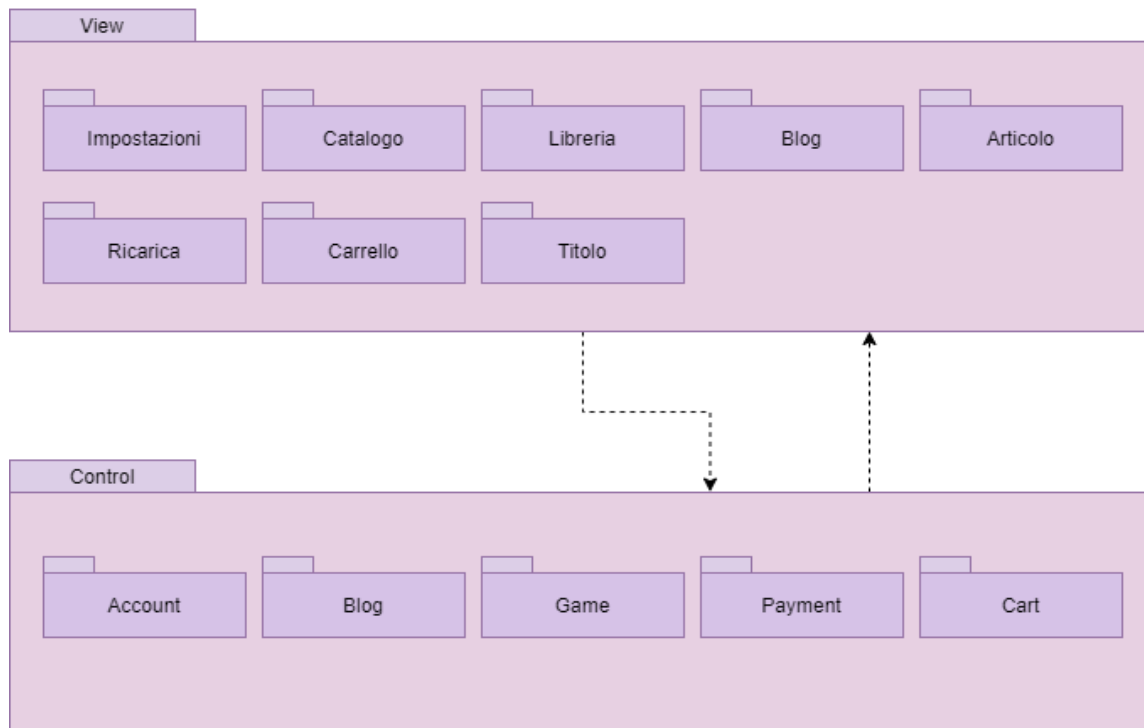 View
Impostazioni
Catalogo
Libreria
Blog
Articolo
Ricarica
Carrello
Titolo
Control
Account
Blog
Game
Payment
Cart